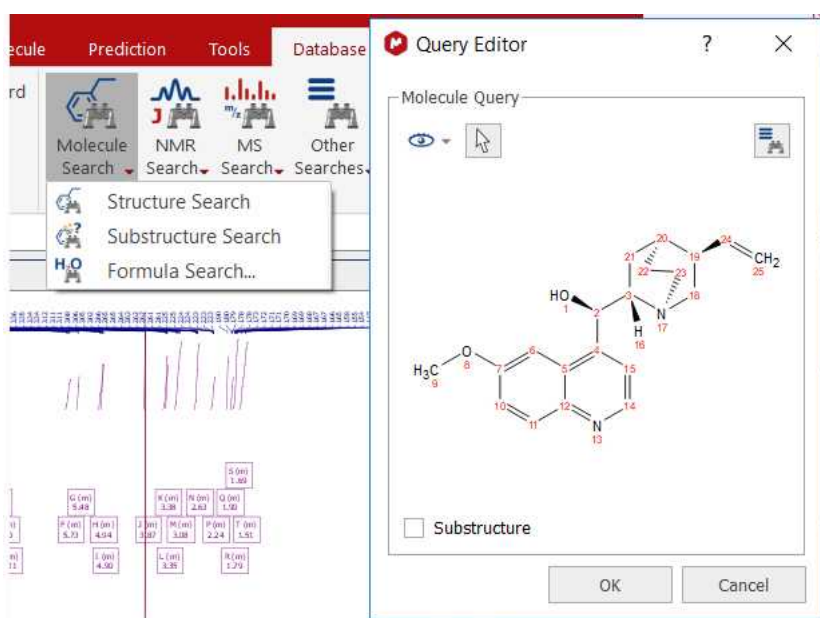 ecule Prediction Tools Database
rd
Molecule Search
NMR Search
MS Search
Other Searches
J
m/z
Structure Search
Substructure Search
H2O Formula Search...
Query Editor ? ×
Molecule Query
20
24
21
19
CH2
22
23
25
HO
3
18
1
2
N
H
17
16
O
6
4
H3C
8
7
5
15
9
10
12
14
11
N
13
Substructure
OK Cancel
S (m)
1.69
G (m)
5.48
K (m)
3.38
N (m)
2.63
Q (m)
1.90
F (m)
5.73
H (m)
4.94
M (m)
3.08
P (m)
2.24
T (m)
1.51
I (m)
4.90
L (m)
3.35
R (m)
1.79